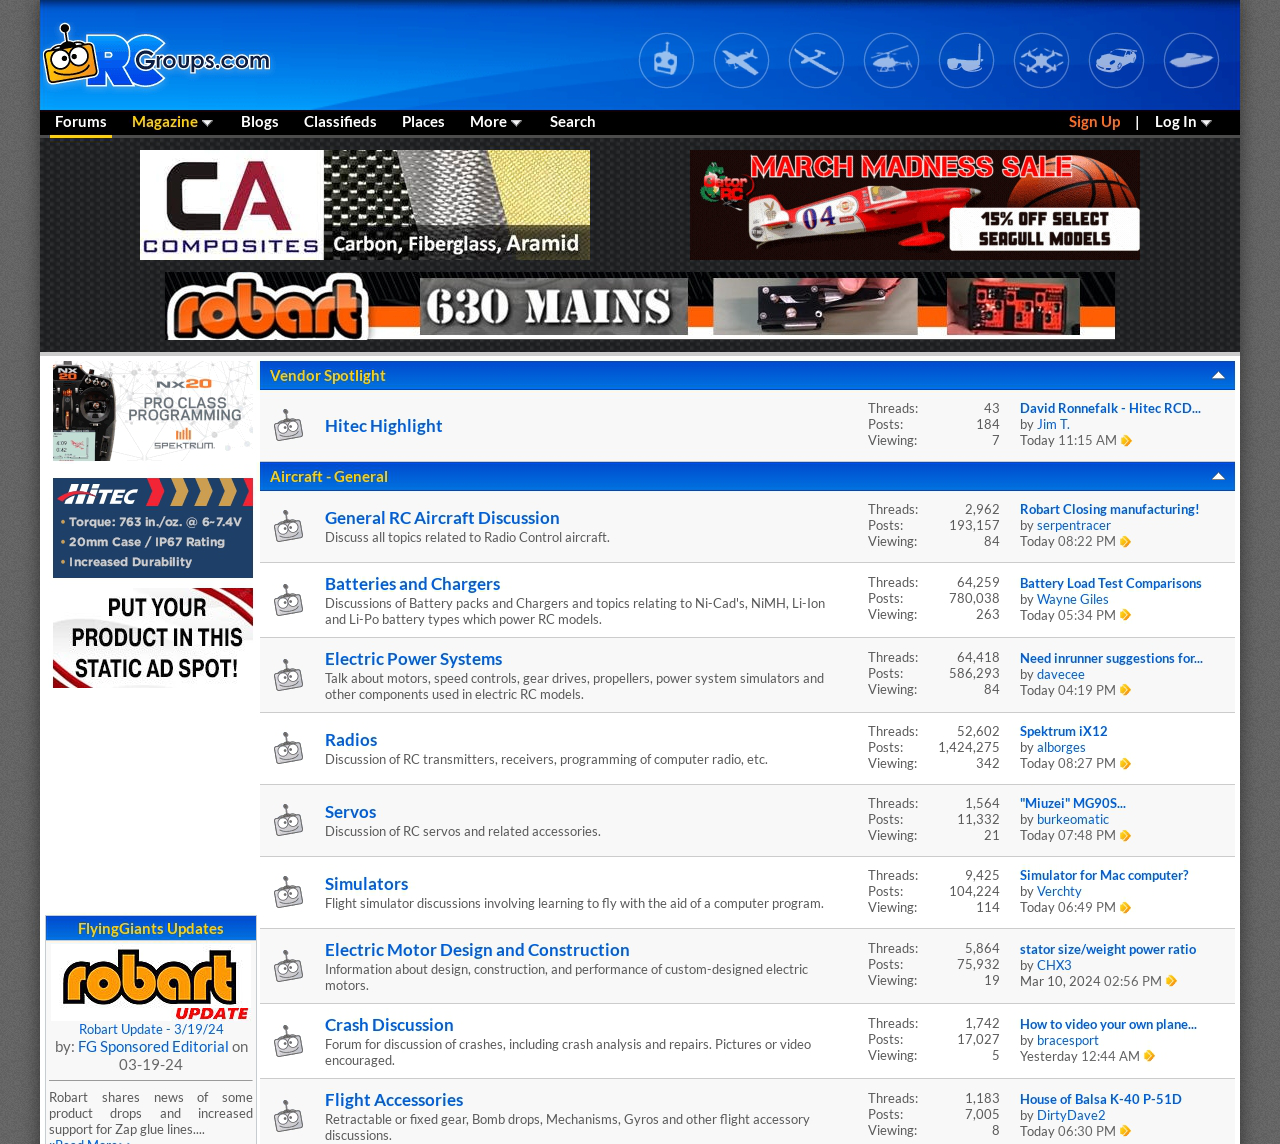 RCGroups.com
Forums Magazine Blogs Classifieds Places More Search Sign Up | Log In
CA COMPOSITES
Carbon, Fiberglass, Aramid
Gator RC
MARCH MADNESS SALE
04
15% OFF SELECT
SEAGULL MODELS
robart 630 MAINS
NX20
NX20
PRO CLASS
PROGRAMMING
SPEKTRUM
4:09
0:42
HITEC
• Torque: 763 in./oz. @ 6~7.4V
• 20mm Case / IP67 Rating
• Increased Durability
PUT YOUR
PRODUCT IN THIS
STATIC AD SPOT!
FlyingGiants Updates
robart
UPDATE
Robart Update - 3/19/24
by: FG Sponsored Editorial on
03-19-24
Robart shares news of some
product drops and increased
support for Zap glue lines....
Vendor Spotlight
Hitec Highlight
Threads: 43
Posts: 184
Viewing: 7
David Ronnefalk - Hitec RCD...
by Jim T.
Today 11:15 AM
Aircraft - General
General RC Aircraft Discussion
Discuss all topics related to Radio Control aircraft.
Threads: 2,962
Posts: 193,157
Viewing: 84
Robart Closing manufacturing!
by serpentracer
Today 08:22 PM
Batteries and Chargers
Discussions of Battery packs and Chargers and topics relating to Ni-Cad's, NiMH, Li-Ion
and Li-Po battery types which power RC models.
Threads: 64,259
Posts: 780,038
Viewing: 263
Battery Load Test Comparisons
by Wayne Giles
Today 05:34 PM
Electric Power Systems
Talk about motors, speed controls, gear drives, propellers, power system simulators and
other components used in electric RC models.
Threads: 64,418
Posts: 586,293
Viewing: 84
Need inrunner suggestions for...
by davecee
Today 04:19 PM
Radios
Discussion of RC transmitters, receivers, programming of computer radio, etc.
Threads: 52,602
Posts: 1,424,275
Viewing: 342
Spektrum iX12
by alborges
Today 08:27 PM
Servos
Discussion of RC servos and related accessories.
Threads: 1,564
Posts: 11,332
Viewing: 21
"Miuzei" MG90S...
by burkeomatic
Today 07:48 PM
Simulators
Flight simulator discussions involving learning to fly with the aid of a computer program.
Threads: 9,425
Posts: 104,224
Viewing: 114
Simulator for Mac computer?
by Verchty
Today 06:49 PM
Electric Motor Design and Construction
Information about design, construction, and performance of custom-designed electric
motors.
Threads: 5,864
Posts: 75,932
Viewing: 19
stator size/weight power ratio
by CHX3
Mar 10, 2024 02:56 PM
Crash Discussion
Forum for discussion of crashes, including crash analysis and repairs. Pictures or video
encouraged.
Threads: 1,742
Posts: 17,027
Viewing: 5
How to video your own plane...
by bracesport
Yesterday 12:44 AM
Flight Accessories
Retractable or fixed gear, Bomb drops, Mechanisms, Gyros and other flight accessory
discussions.
Threads: 1,183
Posts: 7,005
Viewing: 8
House of Balsa K-40 P-51D
by DirtyDave2
Today 06:30 PM